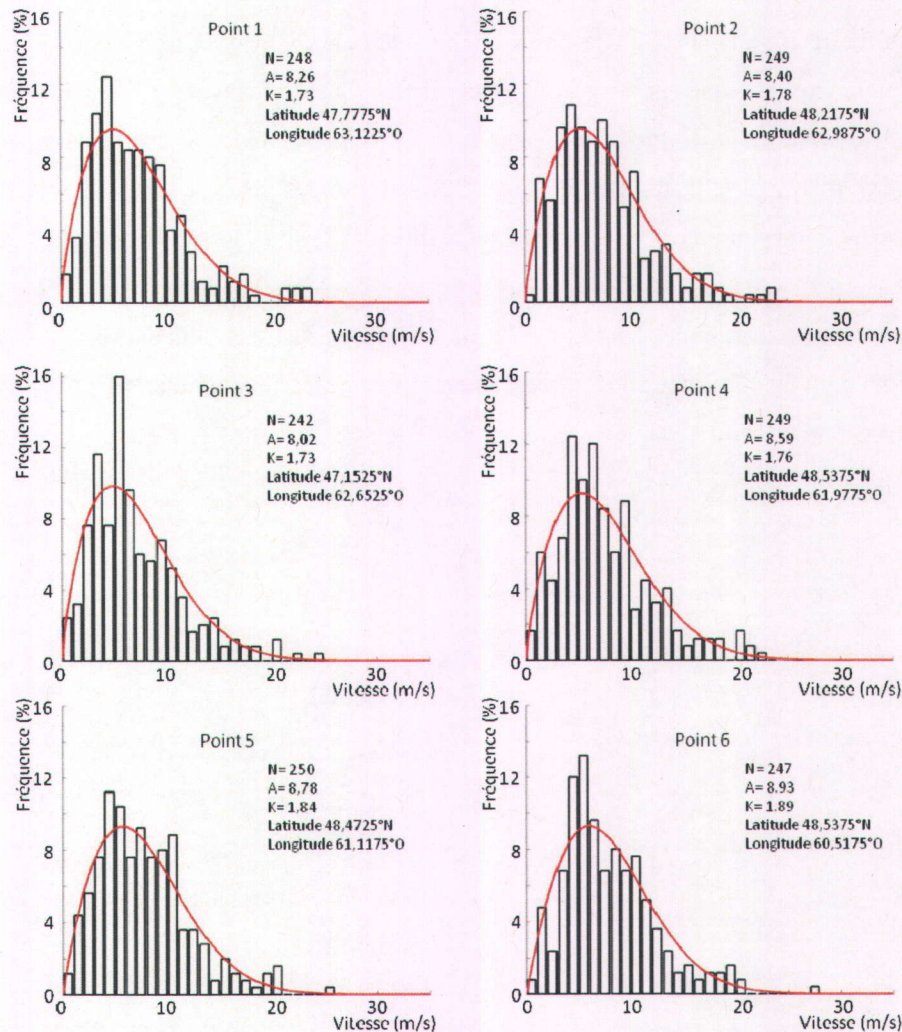 Fréquence (%)
16
12
8
4
0
Point 1
N= 248
A= 8,26
K= 1,73
Latitude 47,7775°N
Longitude 63,1225°O
0 10 20 30
Vitesse (m/s)
Fréquence (%)
16
12
8
4
0
Point 2
N= 249
A= 8,40
K= 1,78
Latitude 48,2175°N
Longitude 62,9875°O
0 10 20 30
Vitesse (m/s)
Fréquence (%)
16
12
8
4
0
Point 3
N= 242
A= 8,02
K= 1,73
Latitude 47,1525°N
Longitude 62,6525°O
0 10 20 30
Vitesse (m/s)
Fréquence (%)
16
12
8
4
0
Point 4
N= 249
A= 8,59
K= 1,76
Latitude 48,5375°N
Longitude 61,9775°O
0 10 20 30
Vitesse (m/s)
Fréquence (%)
16
12
8
4
0
Point 5
N= 250
A= 8,78
K= 1,84
Latitude 48,4725°N
Longitude 61,1175°O
0 10 20 30
Vitesse (m/s)
Fréquence (%)
16
12
8
4
0
Point 6
N= 247
A= 8.93
K= 1.89
Latitude 48,5375°N
Longitude 60,5175°O
0 10 20 30
Vitesse (m/s)